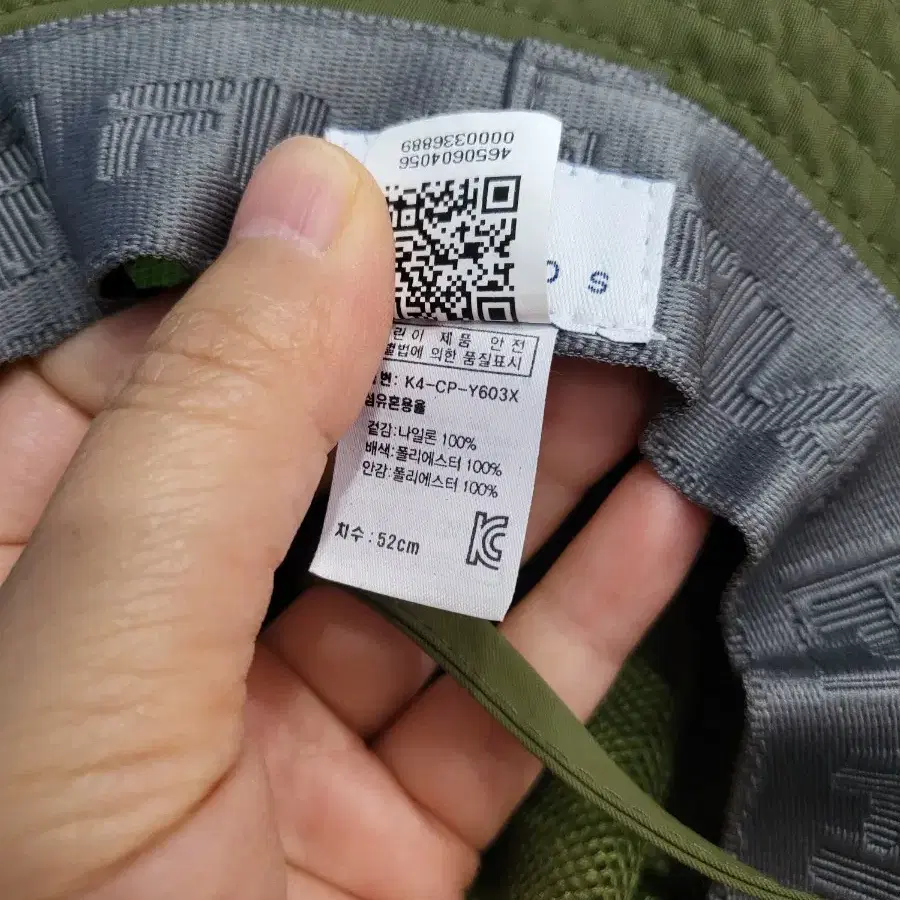 4650604056
0000336889
O S
린이 제품 안전
별법에 의한 품질표시
번: K4-CP-Y603X
섬유혼용율
겉감:나일론 100%
배색:폴리에스터 100%
안감:폴리에스터 100%
치수:52cm
KC